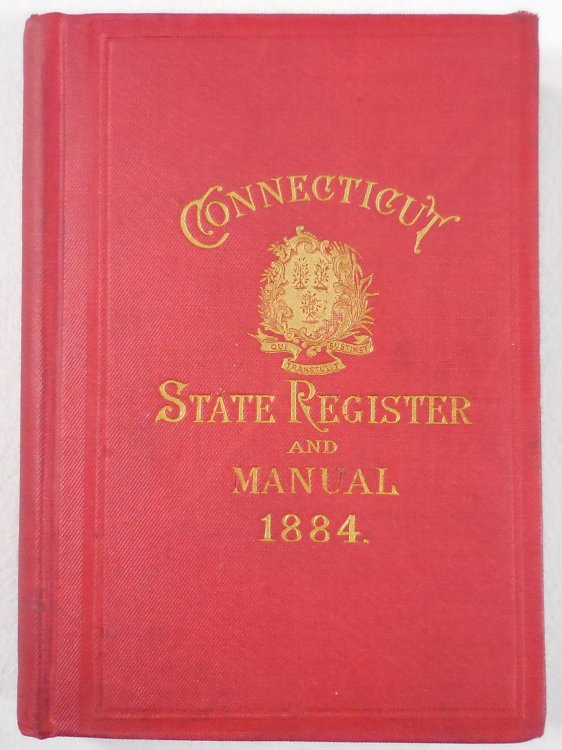 CONNECTICUT
QUI TRANSTULIT SUSTINET
STATE REGISTER
AND
MANUAL
1884.